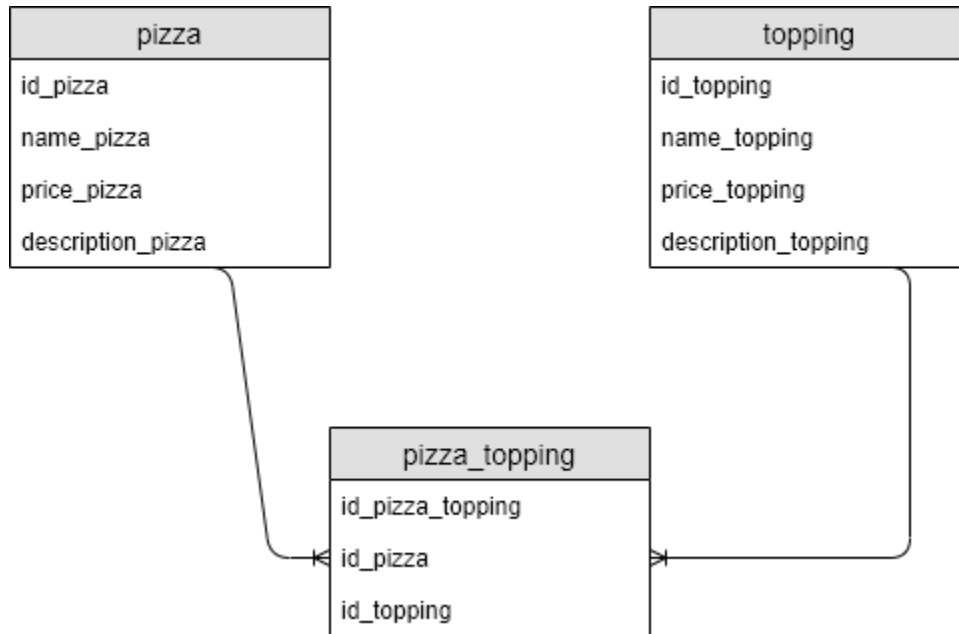 pizza
id_pizza
name_pizza
price_pizza
description_pizza
topping
id_topping
name_topping
price_topping
description_topping
pizza_topping
id_pizza_topping
id_pizza
id_topping